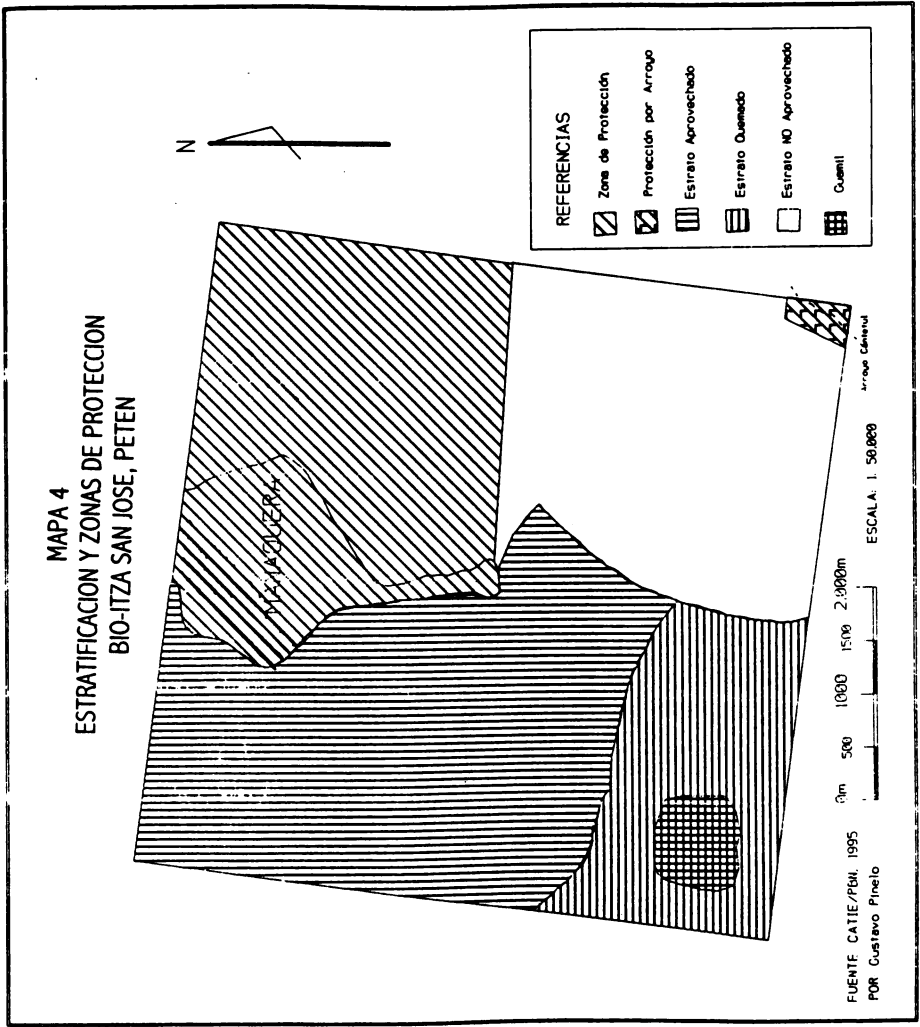 MAPA 4
ESTRATIFICACION Y ZONAS DE PROTECCION
BIO-ITZA SAN JOSE, PETEN
N
REFERENCIAS
Zona de Protección
Protección por Arroyo
Estrato Aprovechado
Estrato Quemado
Estrato NO Aprovechado
Guamil
Arroyo
0m 500 1000 1500 2.000m
ESCALA: 1. 50.000
FUENTE CATIE/PBN, 1995
POR Gustavo Pinelo